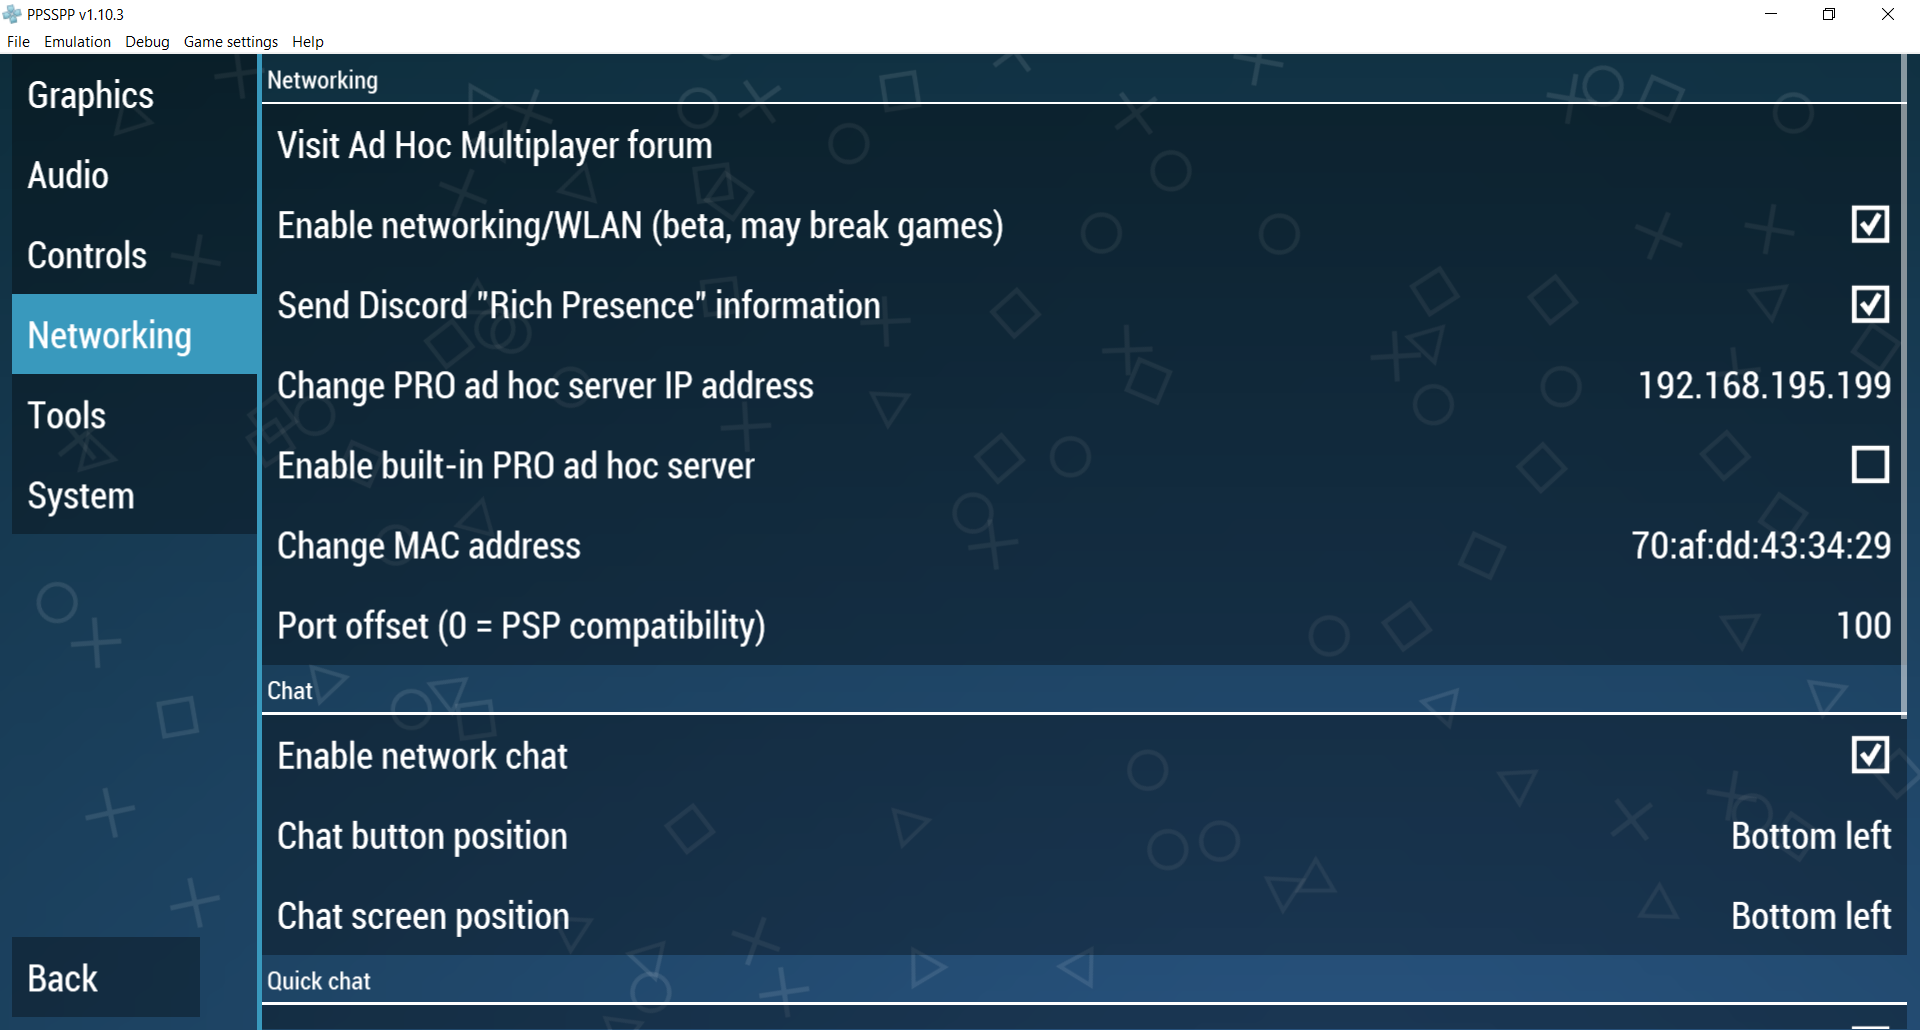 PPSSPP v1.10.3
File Emulation Debug Game settings Help
Graphics
Audio
Controls
Networking
Tools
System
Back
Networking
Visit Ad Hoc Multiplayer forum
Enable networking/WLAN (beta, may break games)
Send Discord "Rich Presence" information
Change PRO ad hoc server IP address 192.168.195.199
Enable built-in PRO ad hoc server
Change MAC address 70:af:dd:43:34:29
Port offset (0 = PSP compatibility) 100
Chat
Enable network chat
Chat button position Bottom left
Chat screen position Bottom left
Quick chat